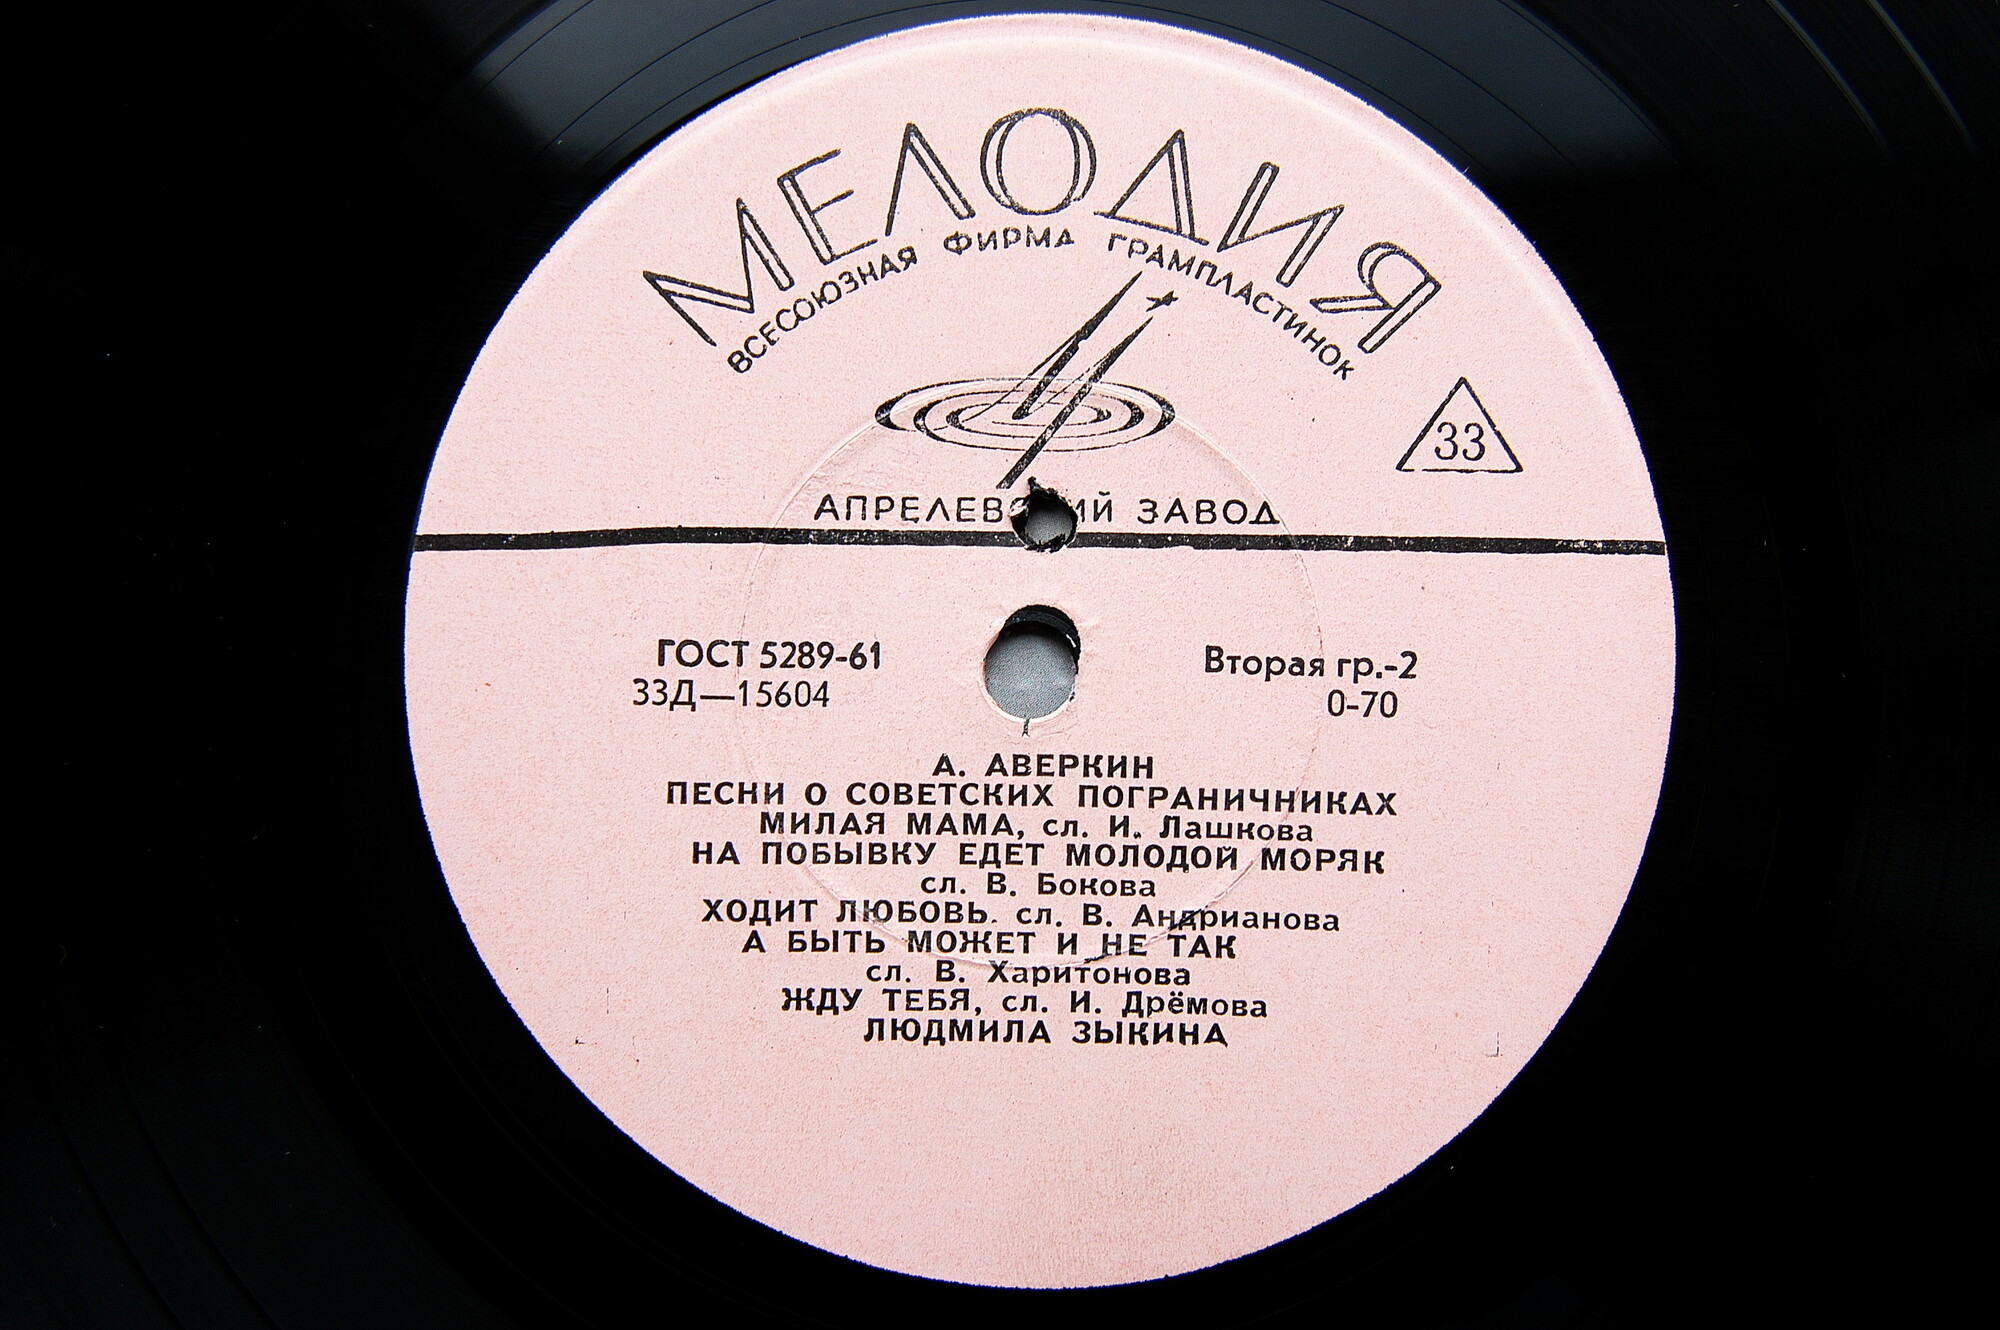 МЕЛОДИЯ
ВСЕСОЮЗНАЯ ФИРМА ГРАМПЛАСТИНОК
33
АПРЕЛЕВСКИЙ ЗАВОД
ГОСТ 5289-61
Вторая гр.-2
33Д—15604
0-70
А. АВЕРКИН
ПЕСНИ О СОВЕТСКИХ ПОГРАНИЧНИКАХ
МИЛАЯ МАМА, сл. И. Лашкова
НА ПОБЫВКУ ЕДЕТ МОЛОДОЙ МОРЯК
сл. В. Бокова
ХОДИТ ЛЮБОВЬ. сл. В. Андрианова
А БЫТЬ МОЖЕТ И НЕ ТАК
сл. В. Харитонова
ЖДУ ТЕБЯ, сл. И. Дрёмова
ЛЮДМИЛА ЗЫКИНА